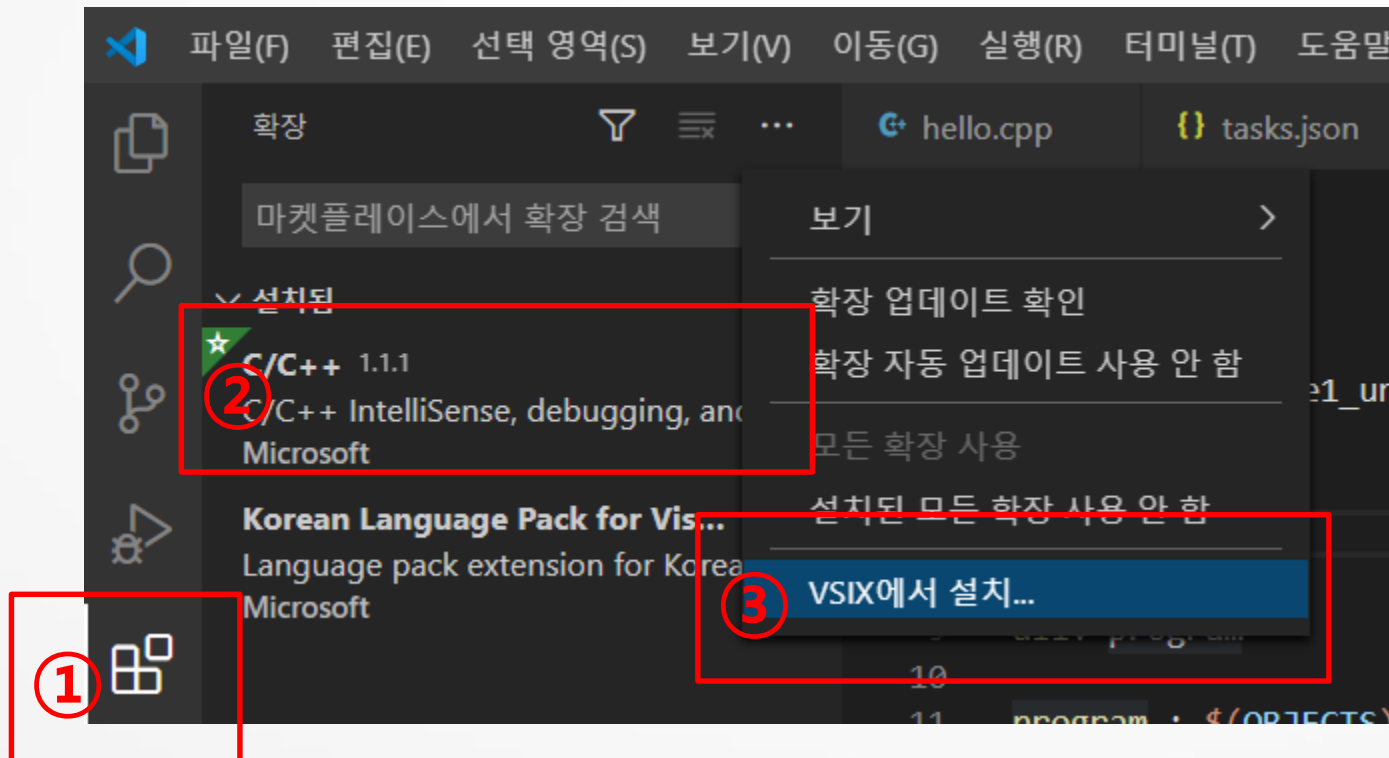 파일(F) 편집(E) 선택 영역(S) 보기(V) 이동(G) 실행(R) 터미널(T) 도움말
확장
hello.cpp
{} tasks.json
마켓플레이스에서 확장 검색
설치됨
C/C++ 1.1.1
C/C++ IntelliSense, debugging, and
Microsoft
Korean Language Pack for Vis...
Language pack extension for Korea
Microsoft
보기
확장 업데이트 확인
확장 자동 업데이트 사용 안 함
모든 확장 사용
설치된 모든 확장 사용 안 함
VSIX에서 설치...
①
②
③
e1_ur
10
11 program : $(OBJECTS)